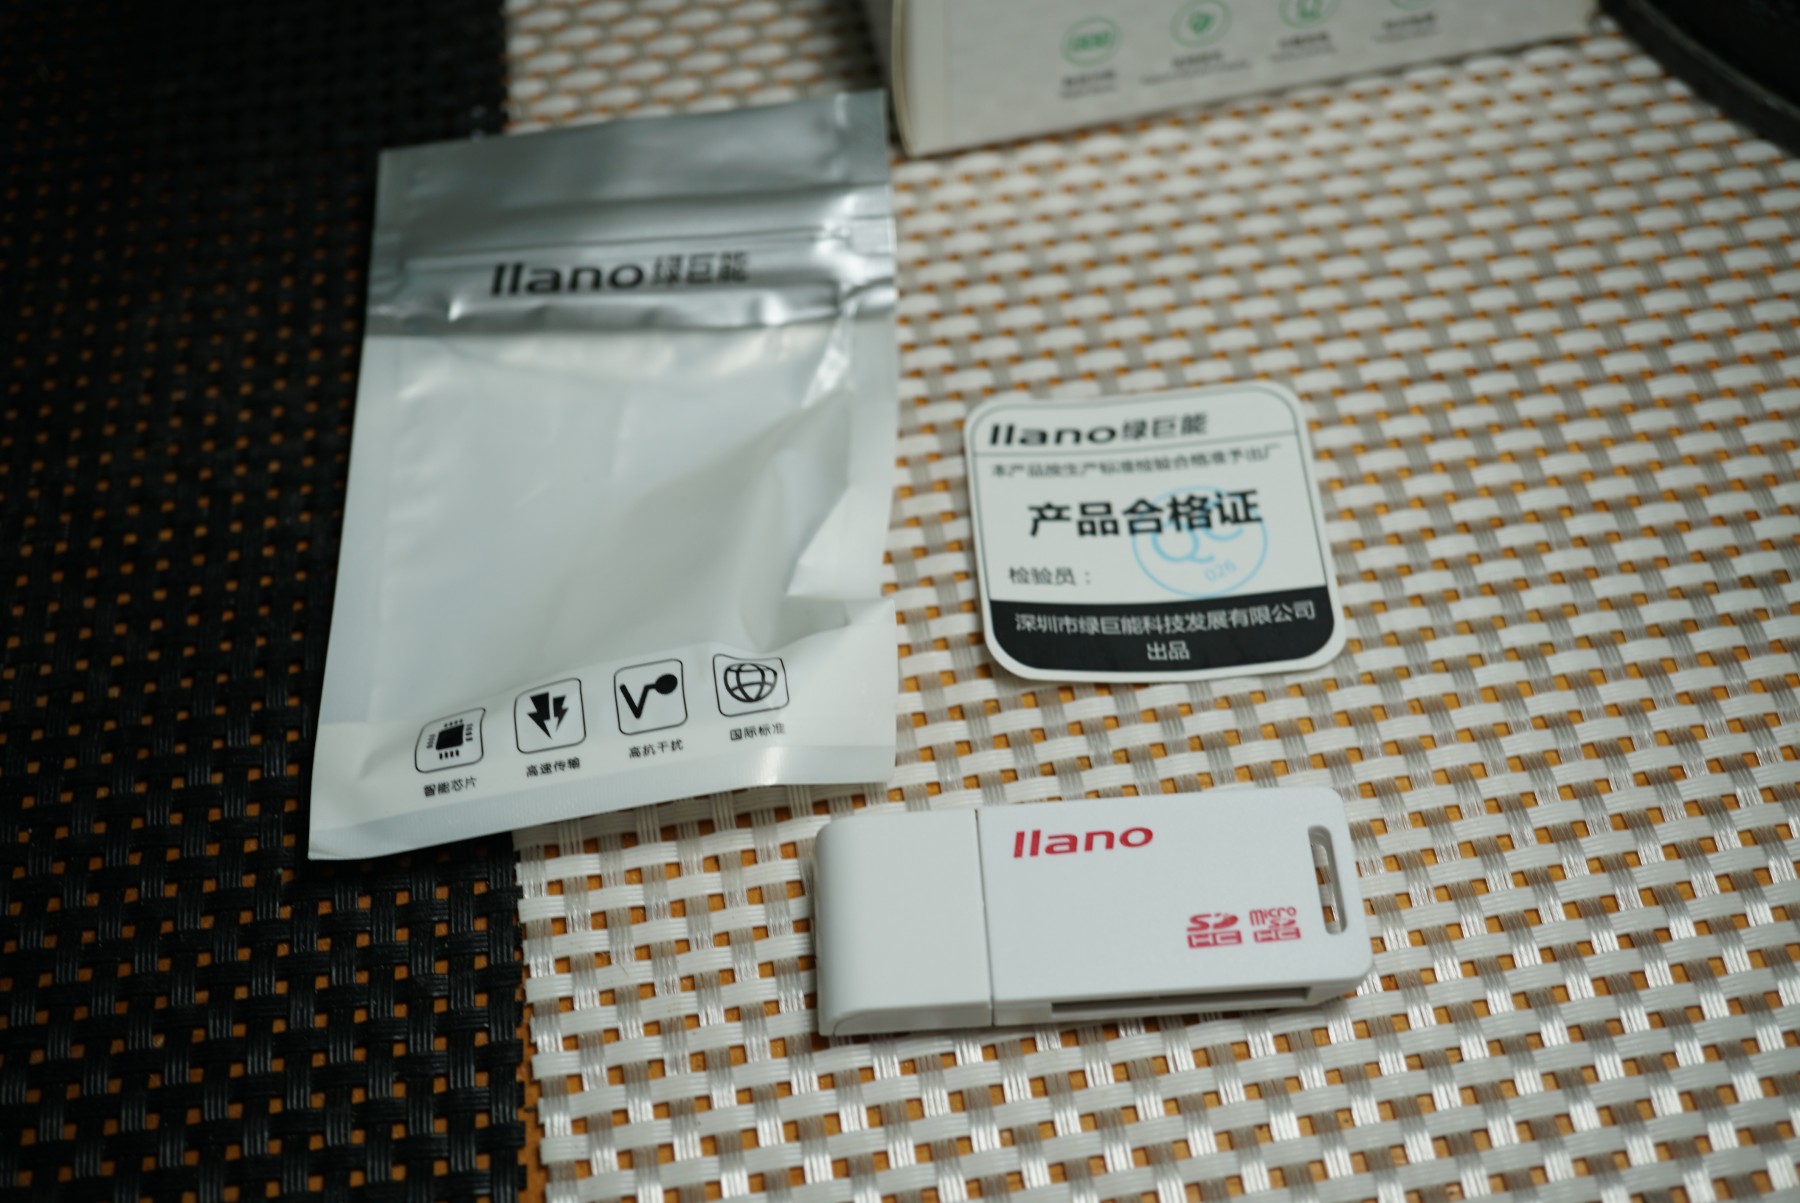 llano绿巨能
智能芯片
高速传输
高抗干扰
国际标准
llano绿巨能
本产品按生产标准检验合格准予出厂
产品合格证
QC
026
检验员：
深圳市绿巨能科技发展有限公司
出品
llano
SD HC
micro SD HC